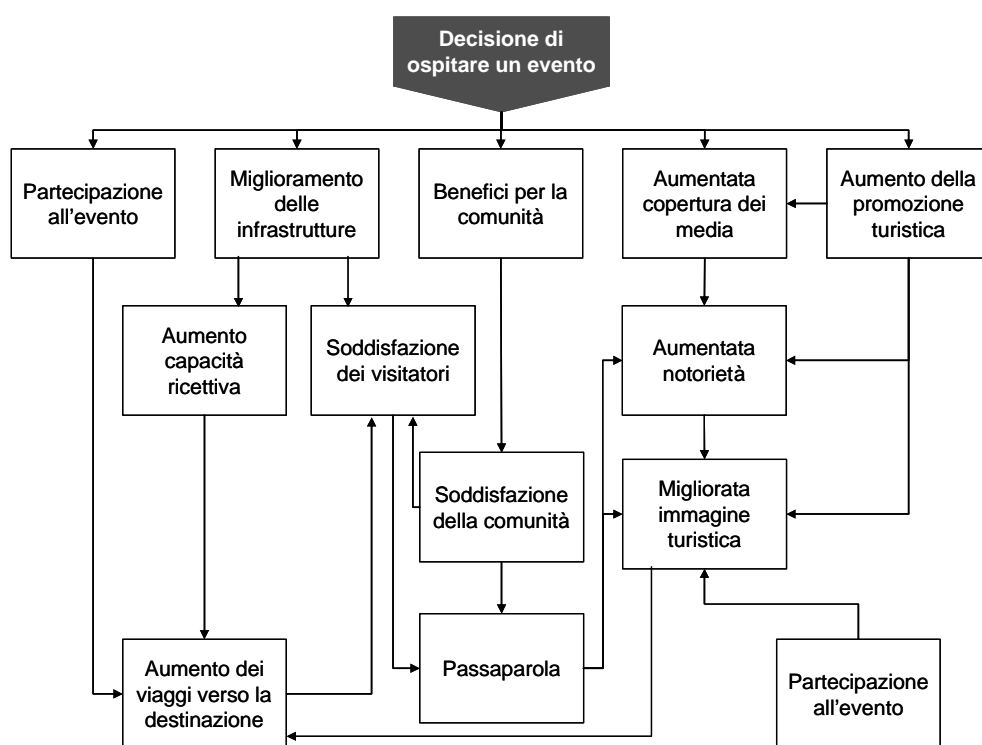 Decisione di
ospitare un evento
Partecipazione
all'evento
Miglioramento
delle
infrastrutture
Benefici per la
comunità
Aumentata
copertura dei
media
Aumento della
promozione
turistica
Aumento
capacità
ricettiva
Soddisfazione
dei visitatori
Aumentata
notorietà
Soddisfazione
della comunità
Migliorata
immagine
turistica
Aumento dei
viaggi verso la
destinazione
Passaparola
Partecipazione
all'evento